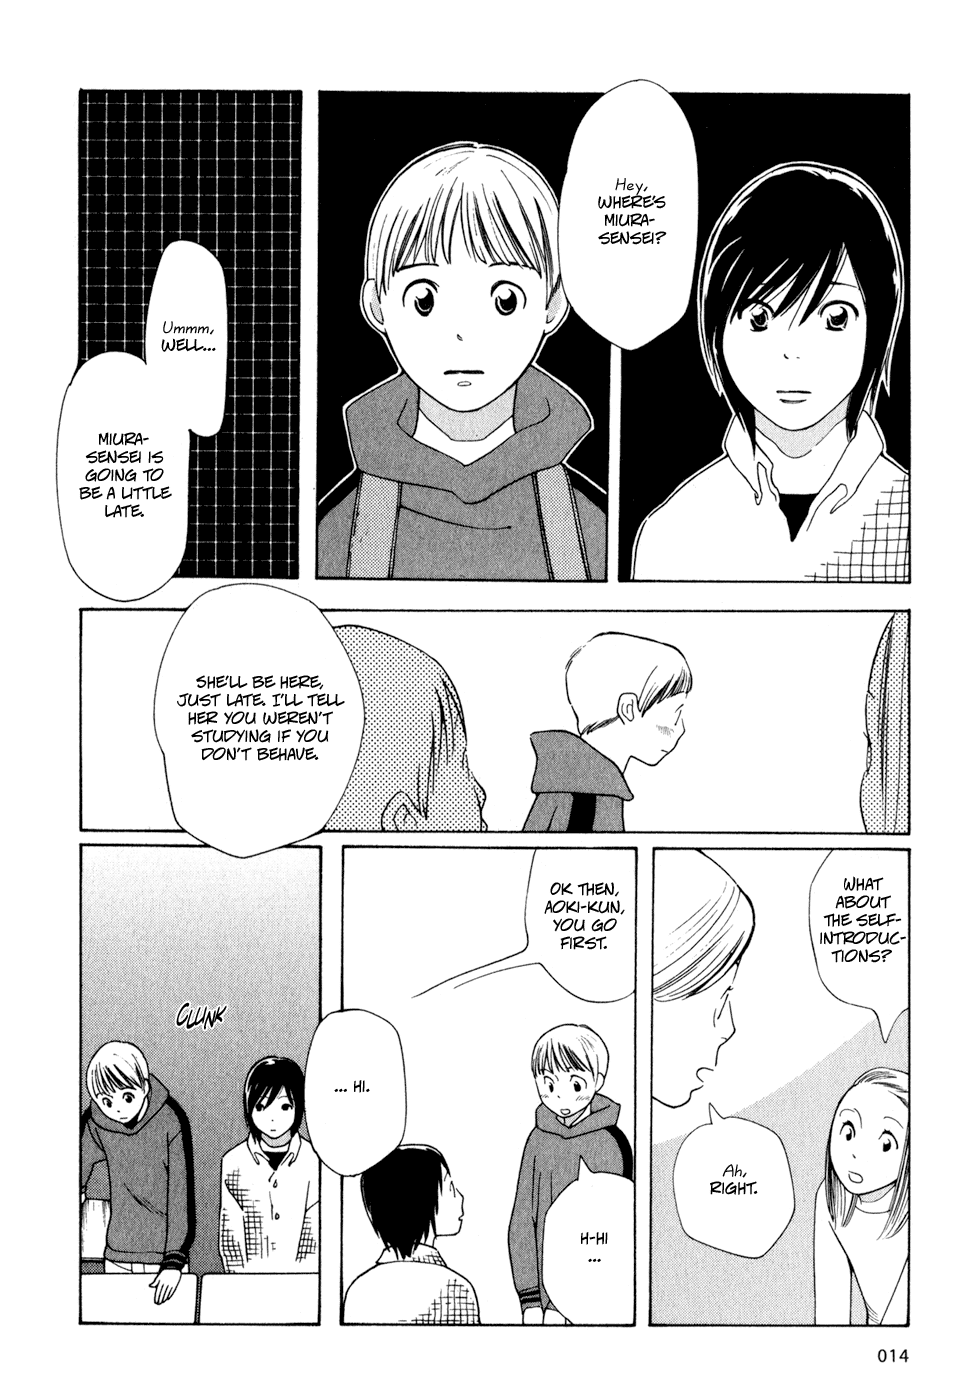 Hey,
WHERE'S
MIURA-
SENSEI?
Ummm,
WELL...
MIURA-
SENSEI IS
GOING TO
BE A LITTLE
LATE.
SHE'LL BE HERE,
JUST LATE. I'LL TELL
HER YOU WEREN'T
STUDYING IF YOU
DON'T BEHAVE.
WHAT
ABOUT
THE SELF-
INTRODUC-
TIONS?
Ah,
RIGHT.
OK THEN,
AOKI-KUN,
YOU GO
FIRST.
H-HI
...
... HI.
CLUNK
014